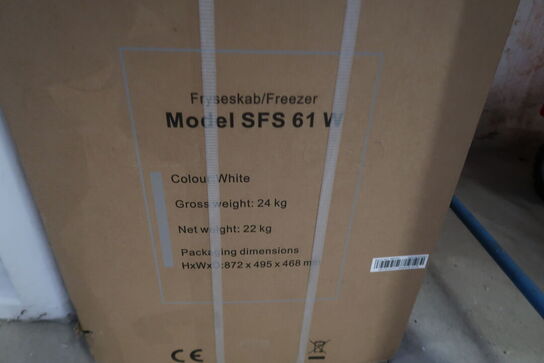 Fryseskab/Freezer
Model SFS 61 W
Colour: White
Gross weight: 24 kg
Net weight: 22 kg
Packaging dimensions
HxWxD: 872 x 495 x 468 mm
CE